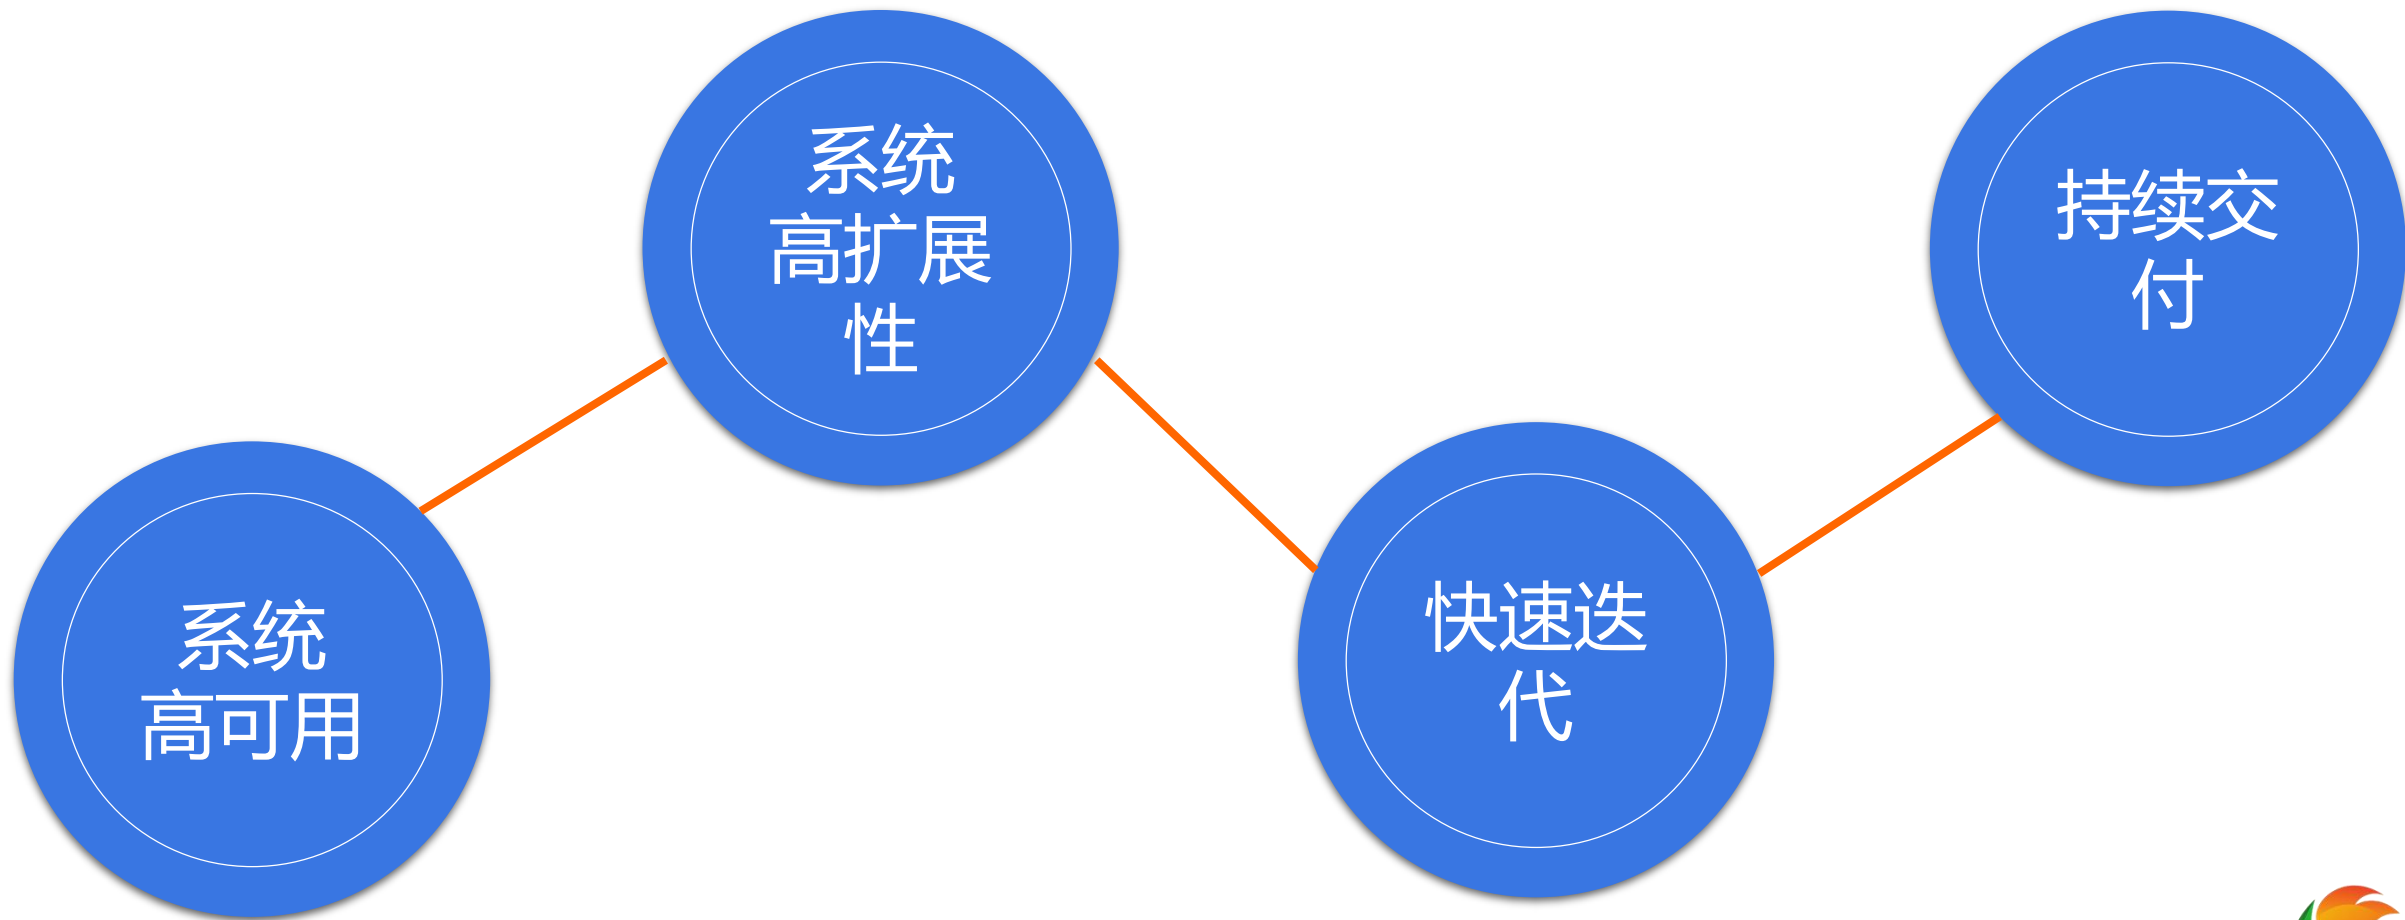 系统
高可用
系统
高扩展
性
快速迭
代
持续交
付